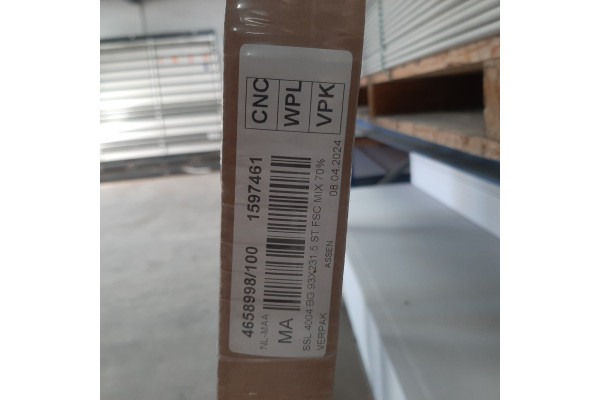 4658998/100 1597461 CNC
NL-MAA WPL
MA VPK
BSL 4004 BG 93X231.5 ST FSC MIX 70%
VERPAK ASSEN 08.04.2024